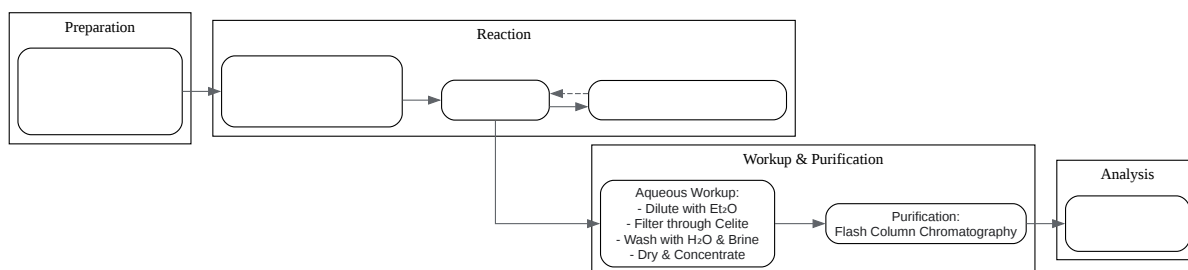 Preparation
Reaction
Workup & Purification
Aqueous Workup:
- Dilute with Et₂O
- Filter through Celite
- Wash with H₂O & Brine
- Dry & Concentrate
Purification:
Flash Column Chromatography
Analysis